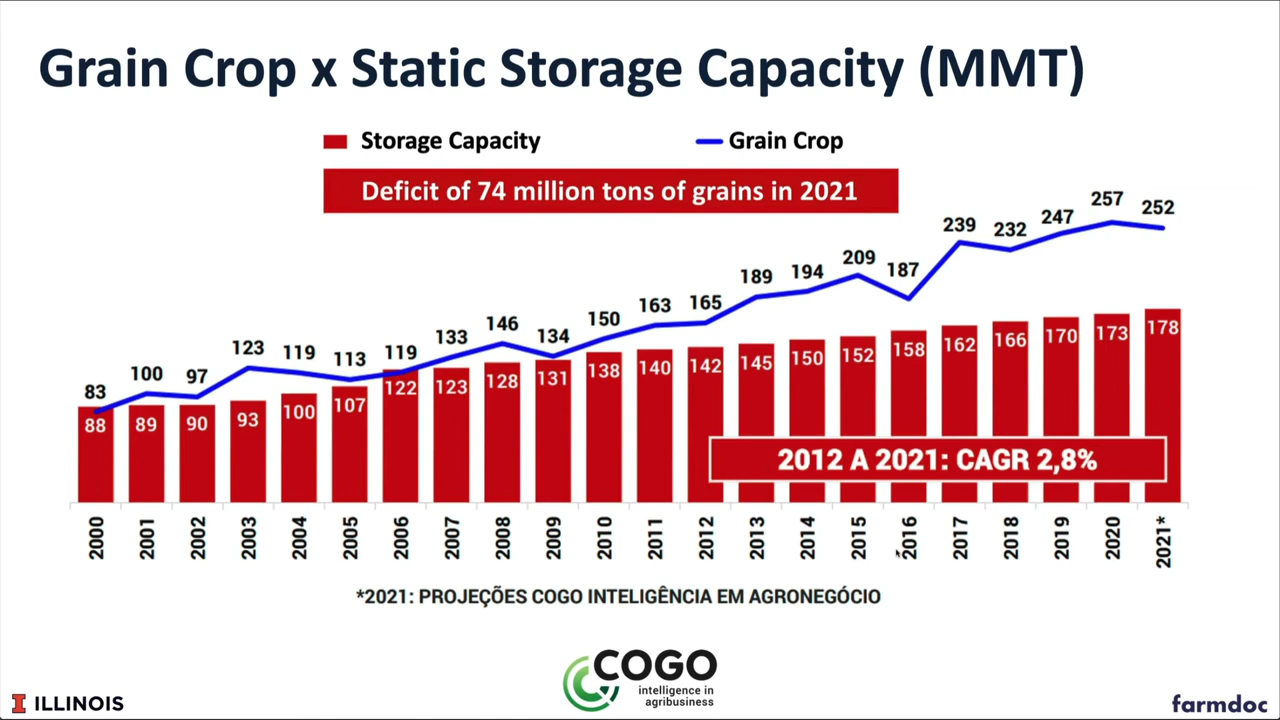 Grain Crop x Static Storage Capacity (MMT)
Storage Capacity
Grain Crop
Deficit of 74 million tons of grains in 2021
83 100 97 123 119 113 119 133 146 134 150 163 165 189 194 209 187 239 232 247 257 252
88 89 90 93 100 107 122 123 128 131 138 140 142 145 150 152 158 162 166 170 173 178
2012 A 2021: CAGR 2,8%
2000 2001 2002 2003 2004 2005 2006 2007 2008 2009 2010 2011 2012 2013 2014 2015 ´2016 2017 2018 2019 2020 2021*
*2021: PROJEÇÕES COGO INTELIGÊNCIA EM AGRONEGÓCIO
COGO
intelligence in
agribusiness
I ILLINOIS
farmdoc